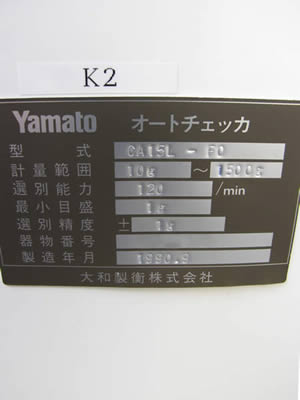 K2
Yamato オートチェッカ
型式 CA15L - FO
計量範囲 10g ～ 1500g
選別能力 120 /min
最小目盛 1g
選別精度 ± 1g
器物番号
製造年月 1990.9
大和製衡株式会社